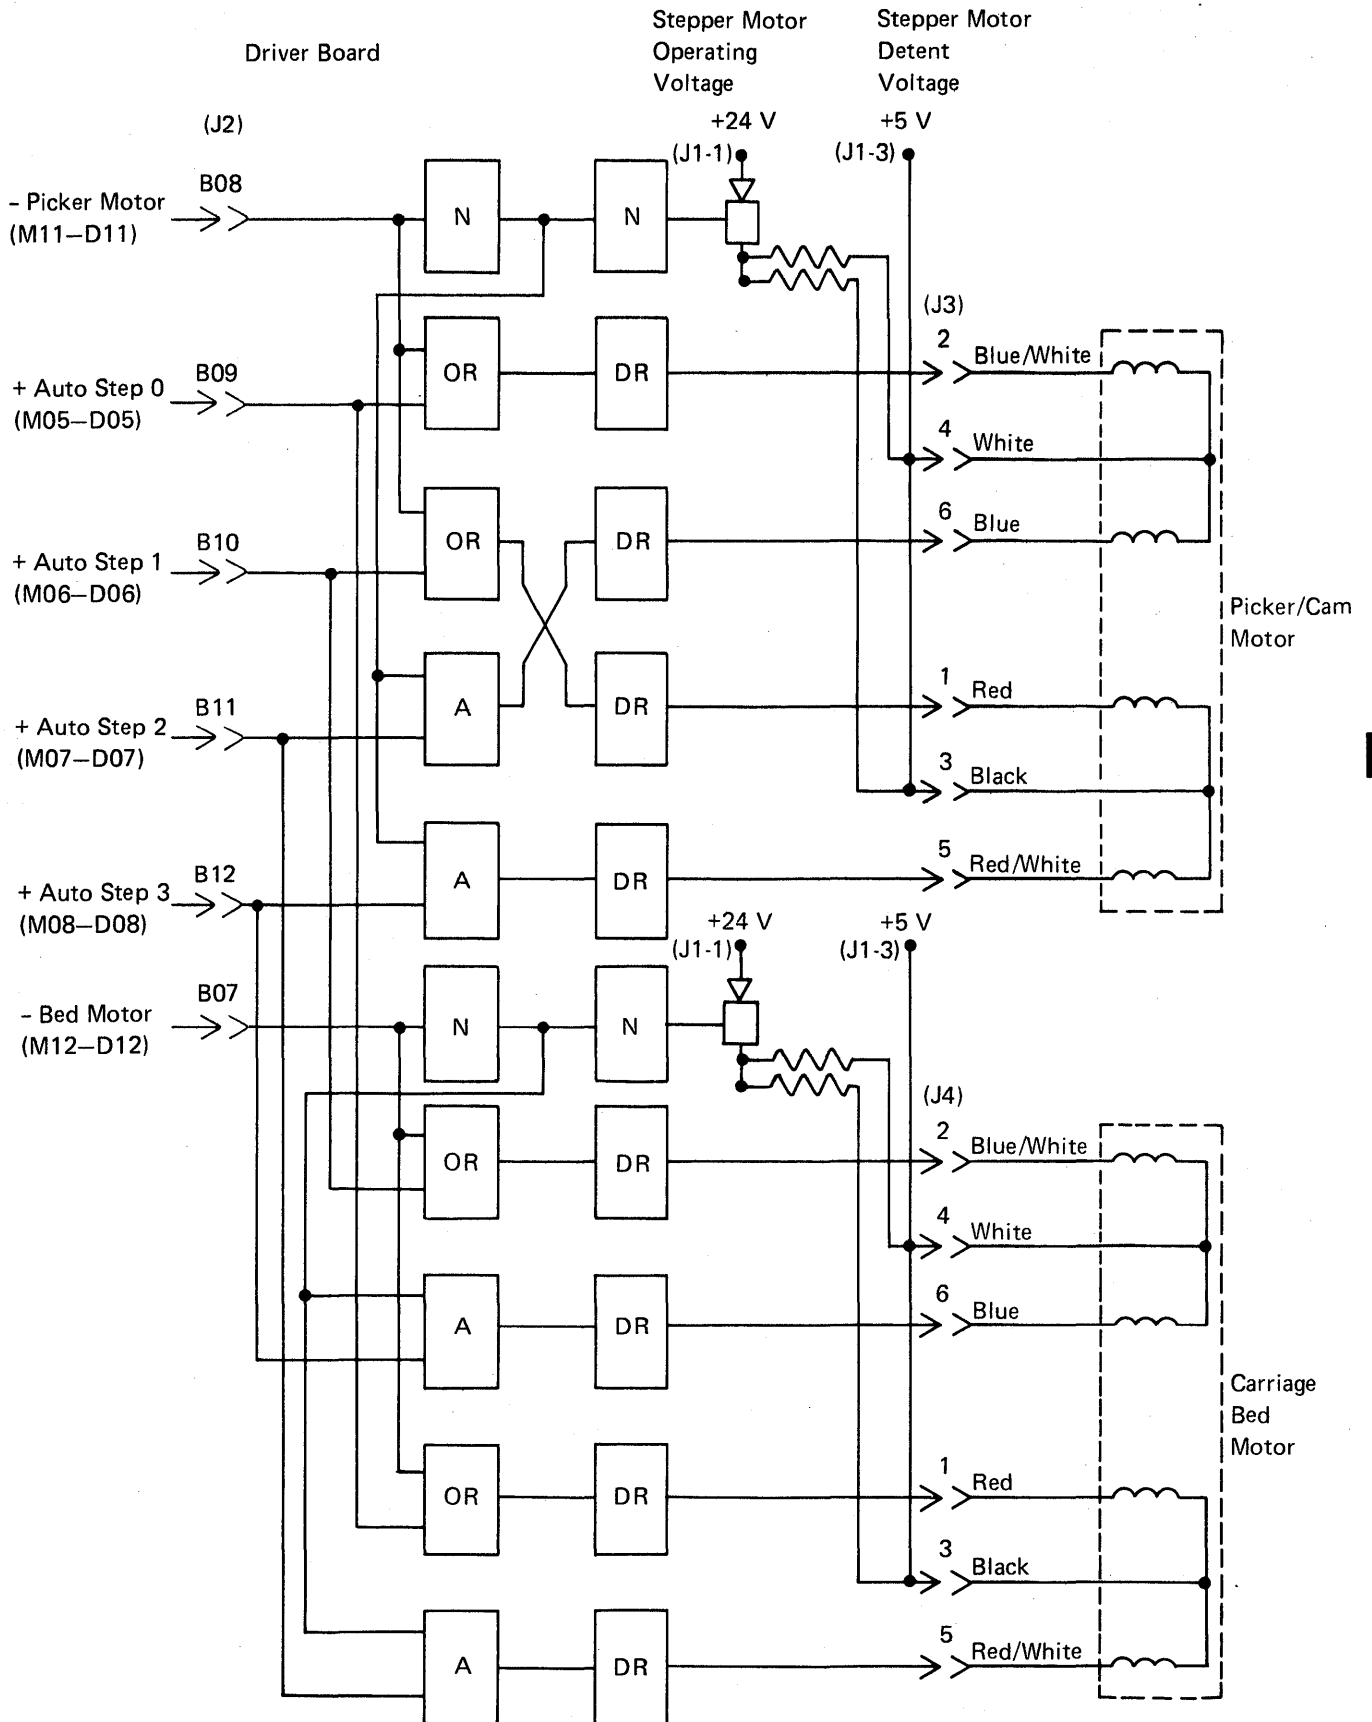 Driver Board
Stepper Motor
Operating
Voltage
Stepper Motor
Detent
Voltage
(J2)
+24 V
+5 V
(J1-1)
(J1-3)
B08
– Picker Motor
(M11—D11)
N
N
(J3)
B09
+ Auto Step 0
(M05—D05)
OR
DR
2
Blue/White
4
White
B10
+ Auto Step 1
(M06—D06)
OR
DR
6
Blue
Picker/Cam
Motor
B11
+ Auto Step 2
(M07—D07)
A
DR
1
Red
3
Black
B12
+ Auto Step 3
(M08—D08)
A
DR
5
Red/White
+24 V
+5 V
(J1-1)
(J1-3)
B07
– Bed Motor
(M12—D12)
N
N
(J4)
OR
DR
2
Blue/White
4
White
A
DR
6
Blue
Carriage
Bed
Motor
OR
DR
1
Red
3
Black
A
DR
5
Red/White